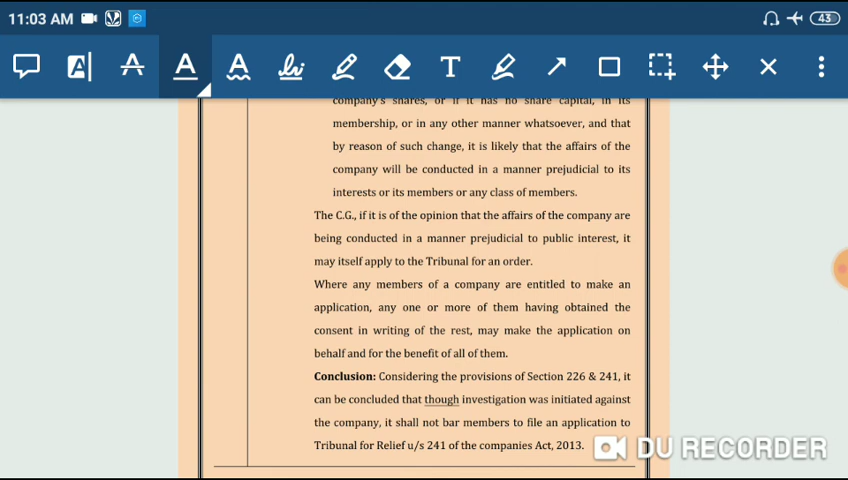 11:03 AM
43
A
A
A
A
T
company's shares, or if it has no share capital, in its
membership, or in any other manner whatsoever, and that
by reason of such change, it is likely that the affairs of the
company will be conducted in a manner prejudicial to its
interests or its members or any class of members.
The C.G., if it is of the opinion that the affairs of the company are
being conducted in a manner prejudicial to public interest, it
may itself apply to the Tribunal for an order.
Where any members of a company are entitled to make an
application, any one or more of them having obtained the
consent in writing of the rest, may make the application on
behalf and for the benefit of all of them.
Conclusion: Considering the provisions of Section 226 & 241, it
can be concluded that though investigation was initiated against
the company, it shall not bar members to file an application to
Tribunal for Relief u/s 241 of the companies Act, 2013.
DU RECORDER